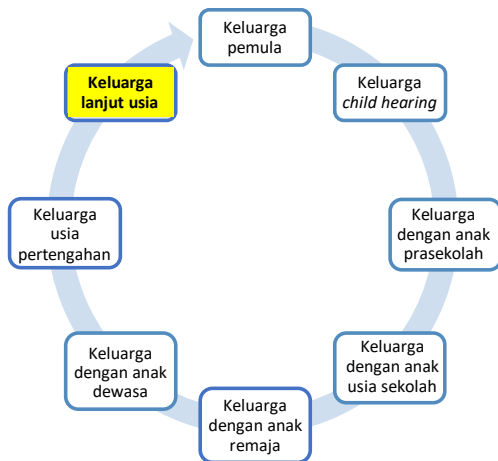 Keluarga
pemula
Keluarga
child hearing
Keluarga
dengan anak
prasekolah
Keluarga
dengan anak
usia sekolah
Keluarga
dengan anak
remaja
Keluarga
dengan anak
dewasa
Keluarga
usia
pertengahan
Keluarga
lanjut usia